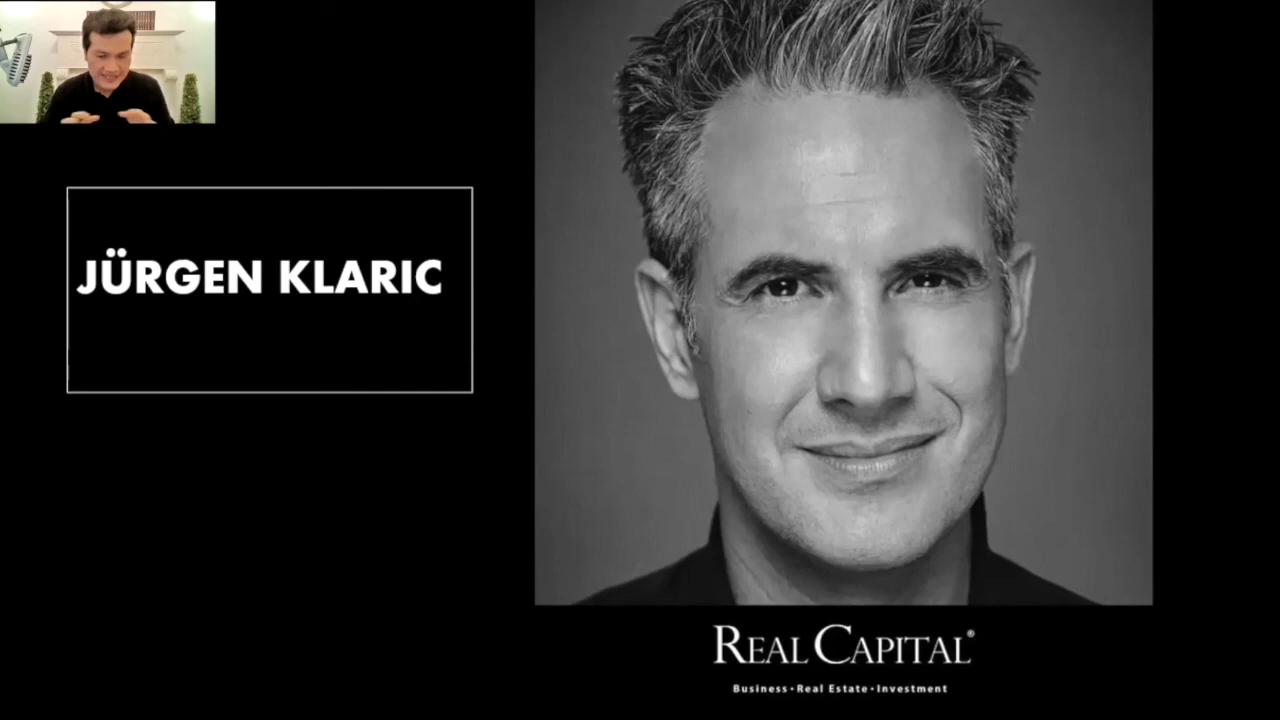 JÜRGEN KLARIC
REAL CAPITAL®
Business • Real Estate • Investment